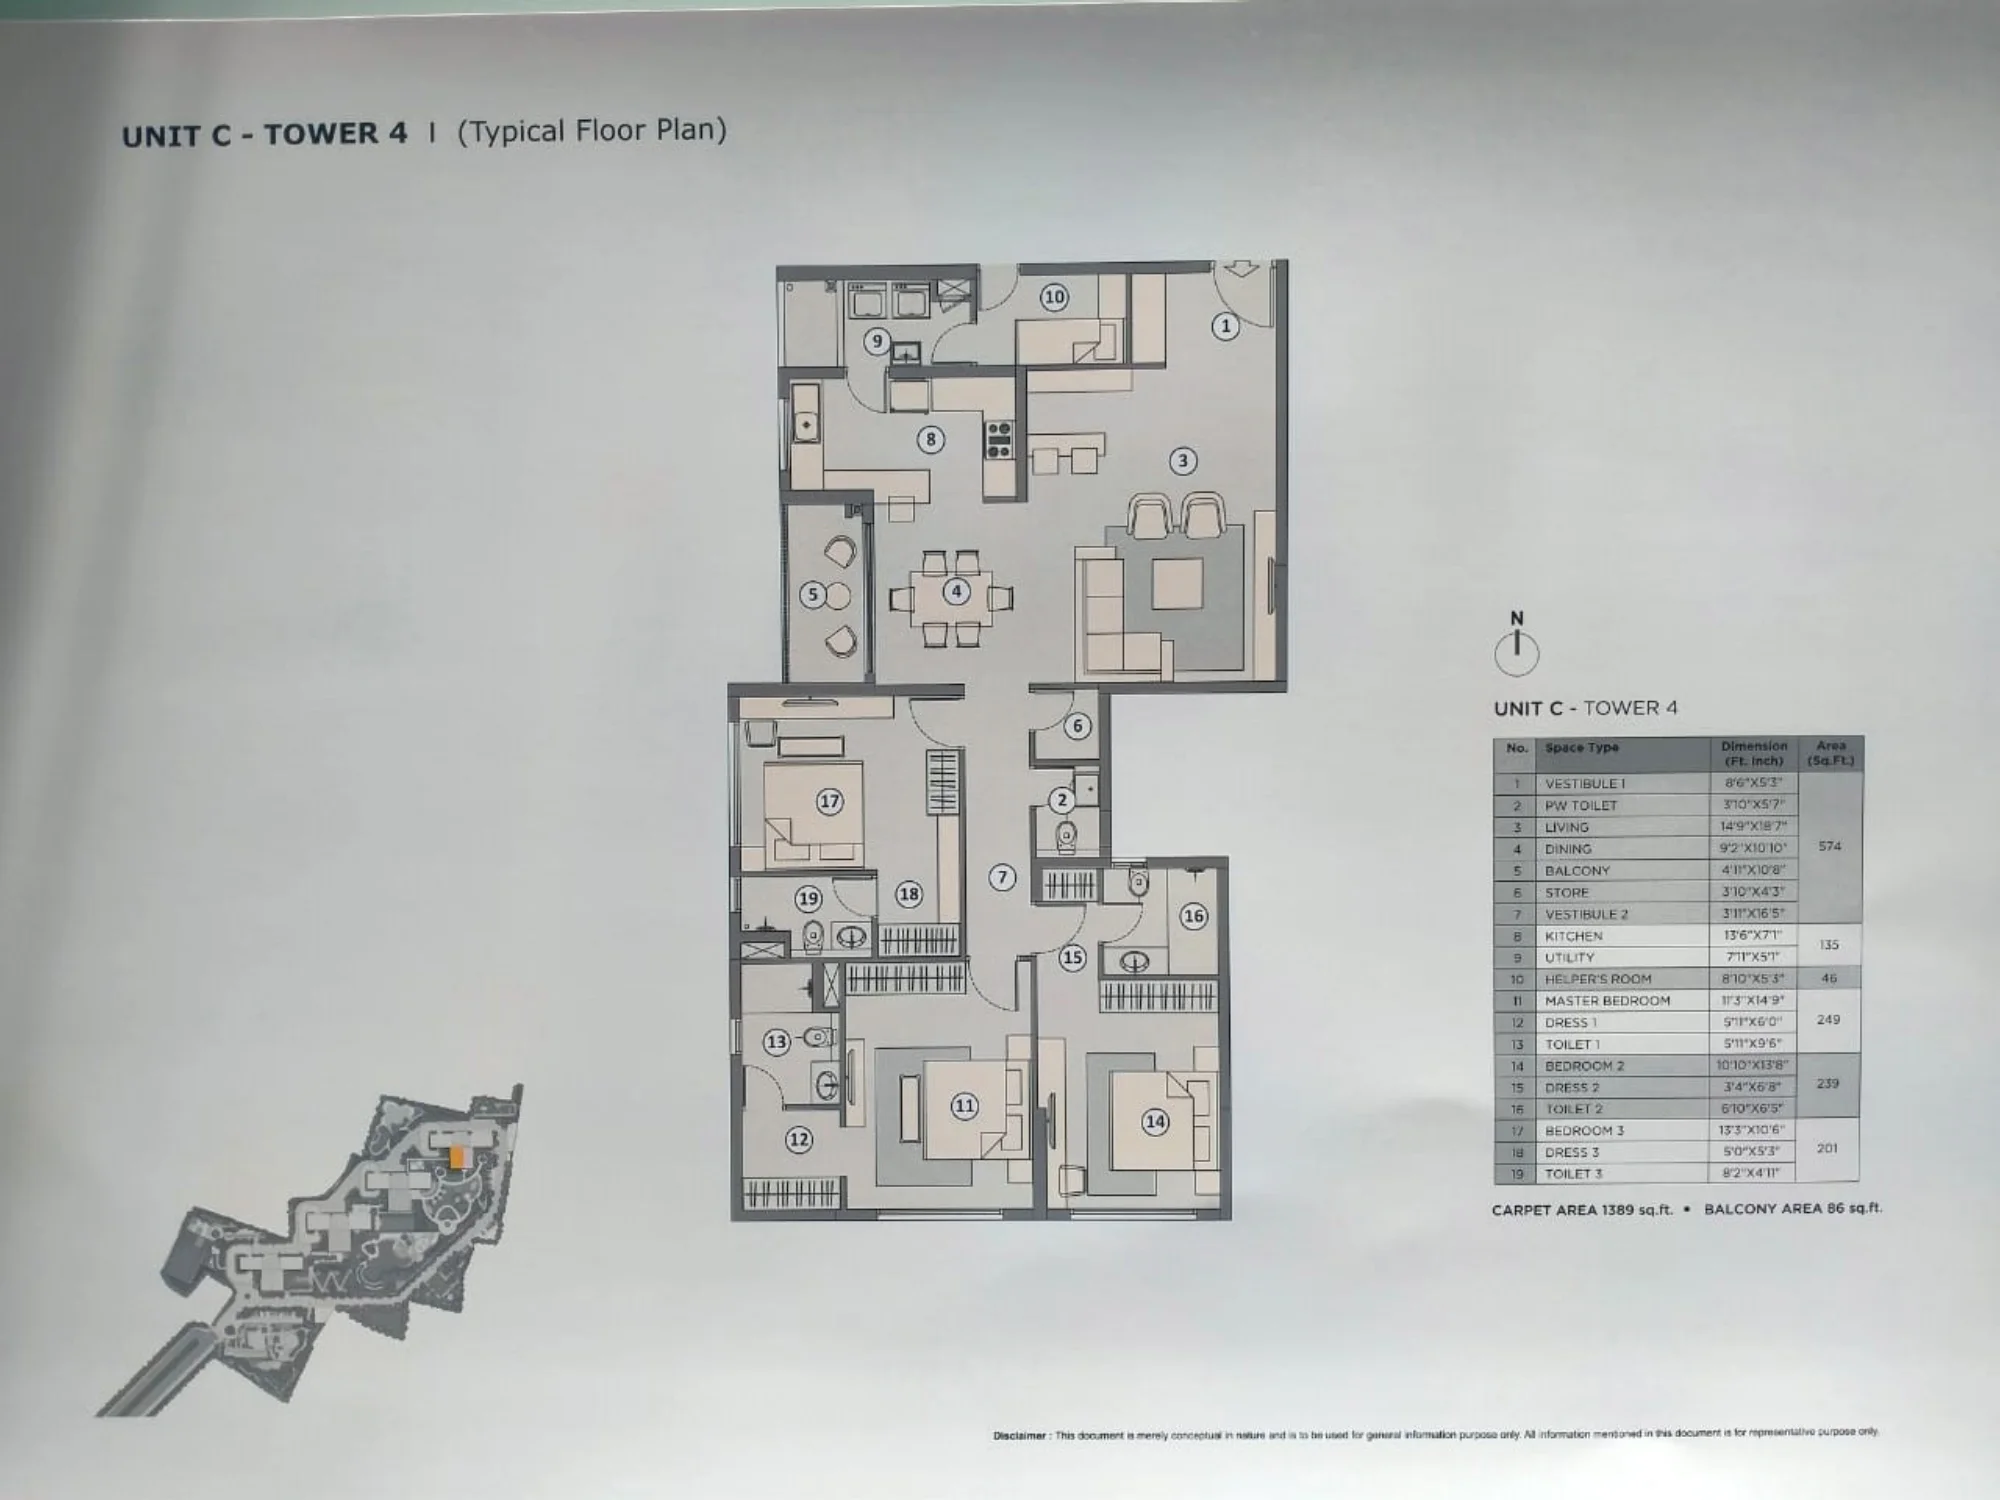 UNIT C - TOWER 4 | (Typical Floor Plan)
10
1
9
8
3
5
4
6
17
2
7
19
18
16
15
13
11
14
12
N
UNIT C - TOWER 4
No. Space Type Dimension (Ft. Inch) Area (Sq.Ft.)
1 VESTIBULE 1 8'6"X5'3"
2 PW TOILET 3'10"X5'7"
3 LIVING 14'9"X18'7"
4 DINING 9'2"X10'10" 574
5 BALCONY 4'11"X10'8"
6 STORE 3'10"X4'3"
7 VESTIBULE 2 3'11"X16'5"
8 KITCHEN 13'6"X7'1" 135
9 UTILITY 7'11"X5'1"
10 HELPER'S ROOM 8'10"X5'3" 46
11 MASTER BEDROOM 11'3"X14'9"
12 DRESS 1 5'11"X6'0" 249
13 TOILET 1 5'11"X9'6"
14 BEDROOM 2 10'10"X13'8"
15 DRESS 2 3'4"X6'8" 239
16 TOILET 2 6'10"X6'5"
17 BEDROOM 3 13'3"X10'6"
18 DRESS 3 5'0"X5'3" 201
19 TOILET 3 8'2"X4'11"
CARPET AREA 1389 sq.ft. • BALCONY AREA 86 sq.ft.
Disclaimer : This document is merely conceptual in nature and is to be used for general information purpose only. All information mentioned in this document is for representative purpose only.